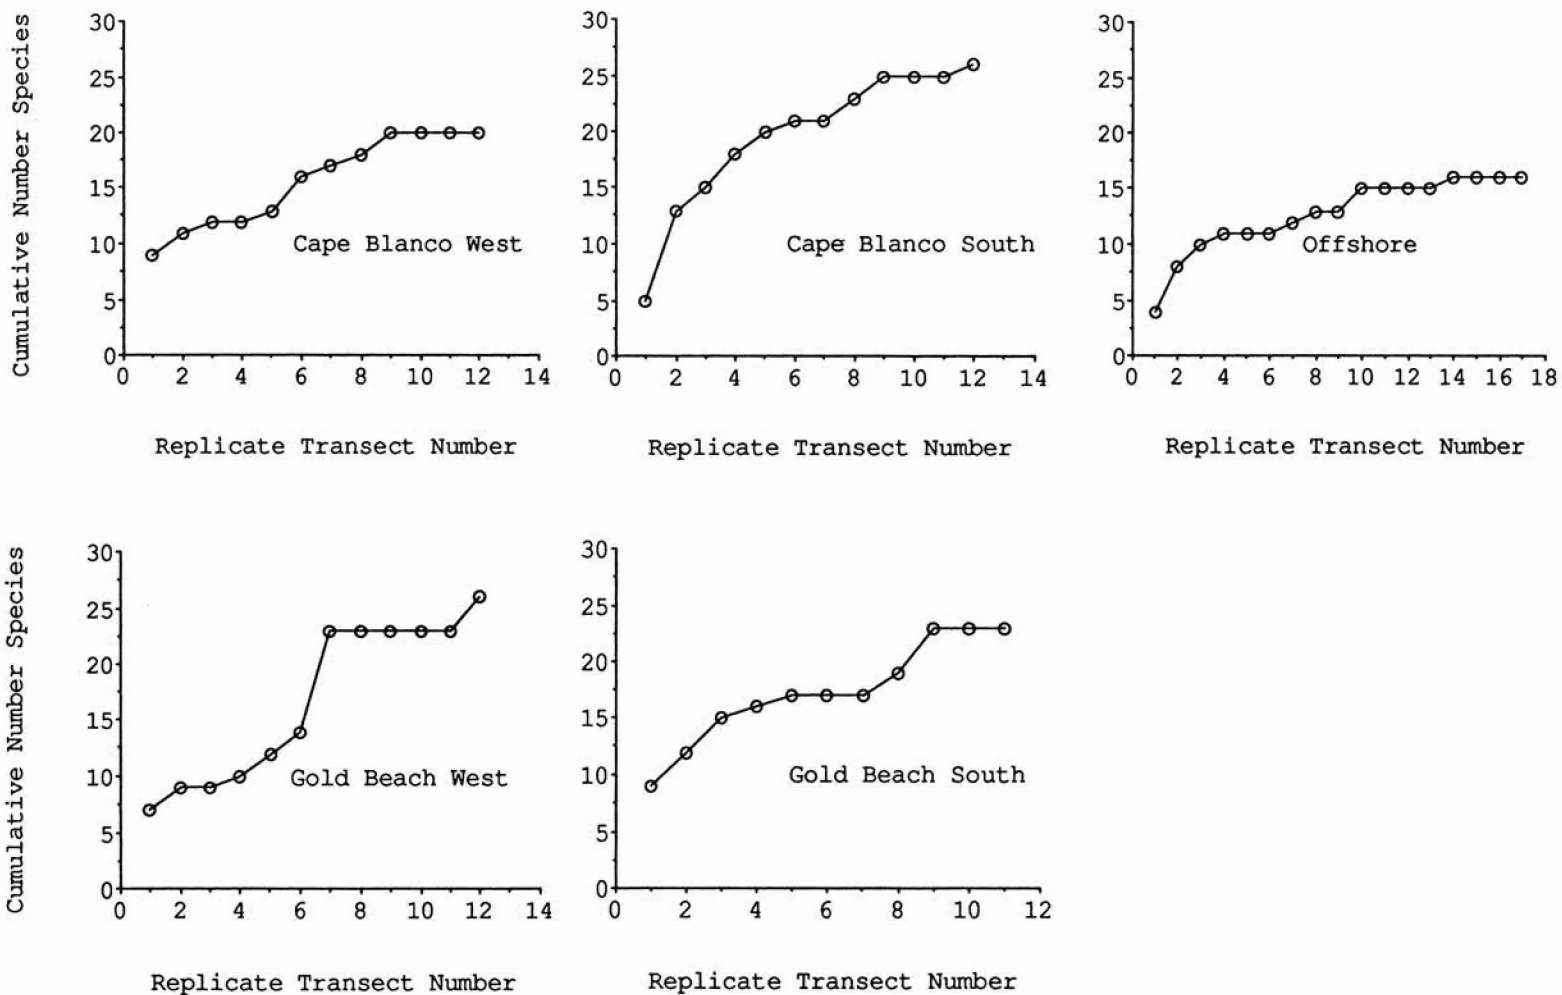 Cumulative Number Species
30
25
20
15
10
5
0
0 2 4 6 8 10 12 14
Cape Blanco West
Replicate Transect Number
30
25
20
15
10
5
0
0 2 4 6 8 10 12 14
Cape Blanco South
Replicate Transect Number
30
25
20
15
10
5
0
0 2 4 6 8 10 12 14 16 18
Offshore
Replicate Transect Number
Cumulative Number Species
30
25
20
15
10
5
0
0 2 4 6 8 10 12 14
Gold Beach West
Replicate Transect Number
30
25
20
15
10
5
0
0 2 4 6 8 10 12
Gold Beach South
Replicate Transect Number